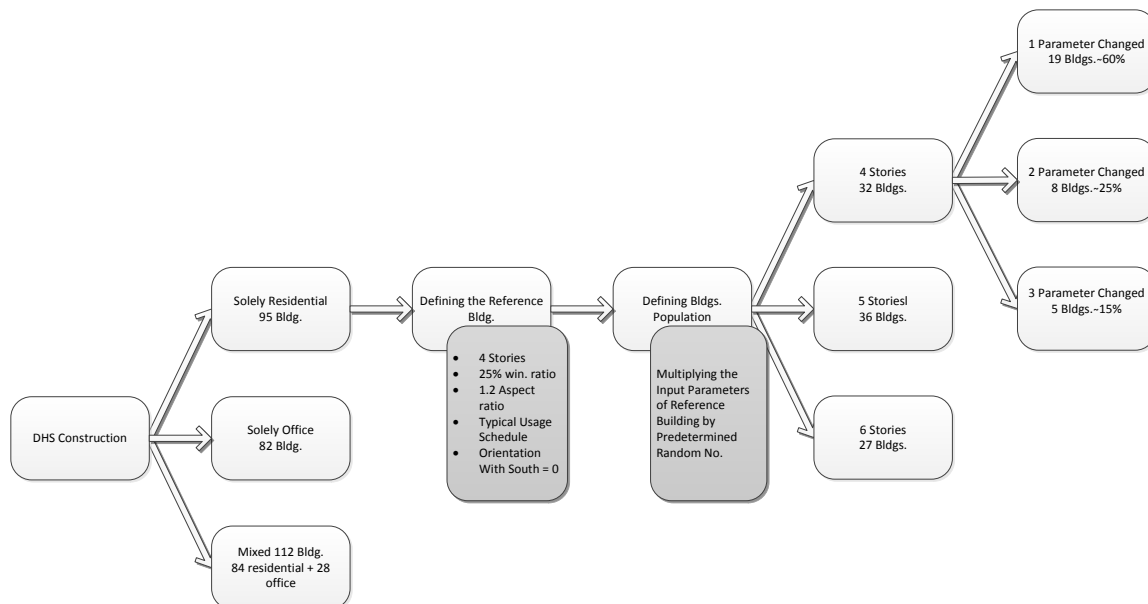 DHS Construction
Solely Residential
95 Bldg.
Solely Office
82 Bldg.
Mixed 112 Bldg.
84 residential + 28
office
Defining the Reference
Bldg.
• 4 Stories
• 25% win. ratio
• 1.2 Aspect
ratio
• Typical Usage
Schedule
• Orientation
With South = 0
Defining Bldgs.
Population
Multiplying the
Input Parameters
of Reference
Building by
Predetermined
Random No.
4 Stories
32 Bldgs.
5 Storiesl
36 Bldgs.
6 Stories
27 Bldgs.
1 Parameter Changed
19 Bldgs.~60%
2 Parameter Changed
8 Bldgs.~25%
3 Parameter Changed
5 Bldgs.~15%